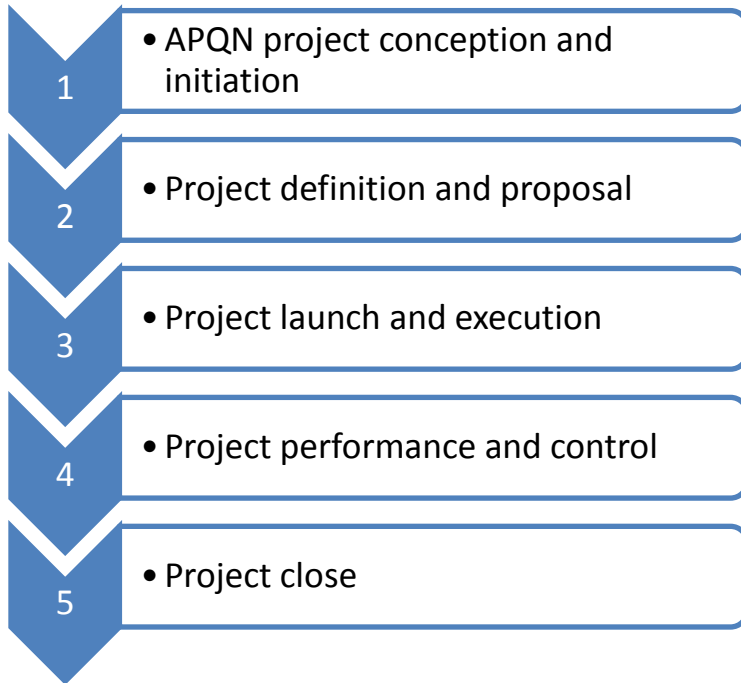 1
• APQN project conception and
initiation
2
• Project definition and proposal
3
• Project launch and execution
4
• Project performance and control
5
• Project close